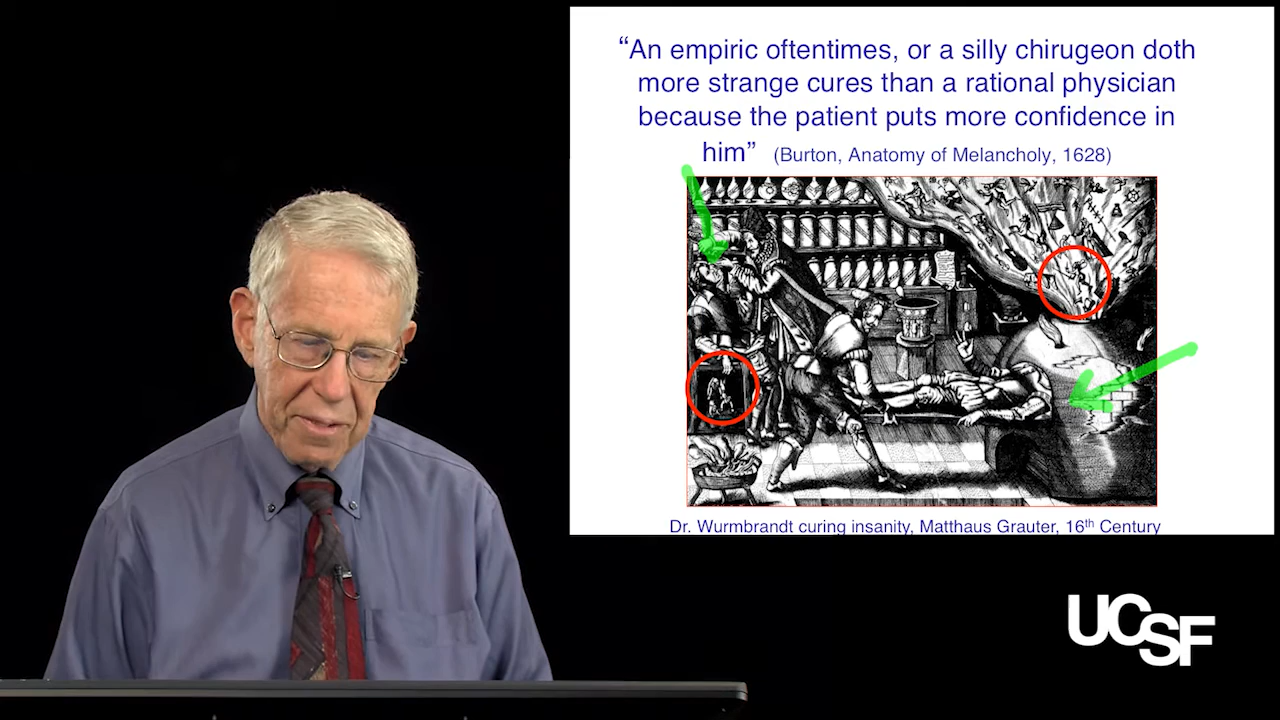 “An empiric oftentimes, or a silly chirugeon doth
more strange cures than a rational physician
because the patient puts more confidence in
him” (Burton, Anatomy of Melancholy, 1628)
Dr. Wurmbrandt curing insanity, Matthaus Grauter, 16th Century
UCSF